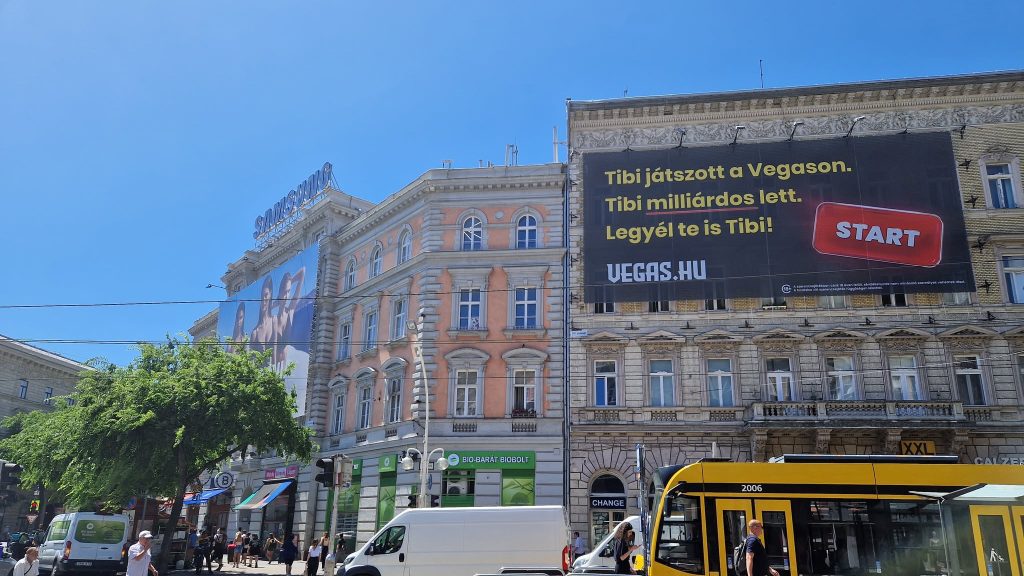 SAMSUNG
Tibi játszott a Vegason.
Tibi milliárdos lett.
Legyél te is Tibi!
START
VEGAS.HU
18+
BIO-BARÁT BIOBOLT
XXL
CHANGE
2006